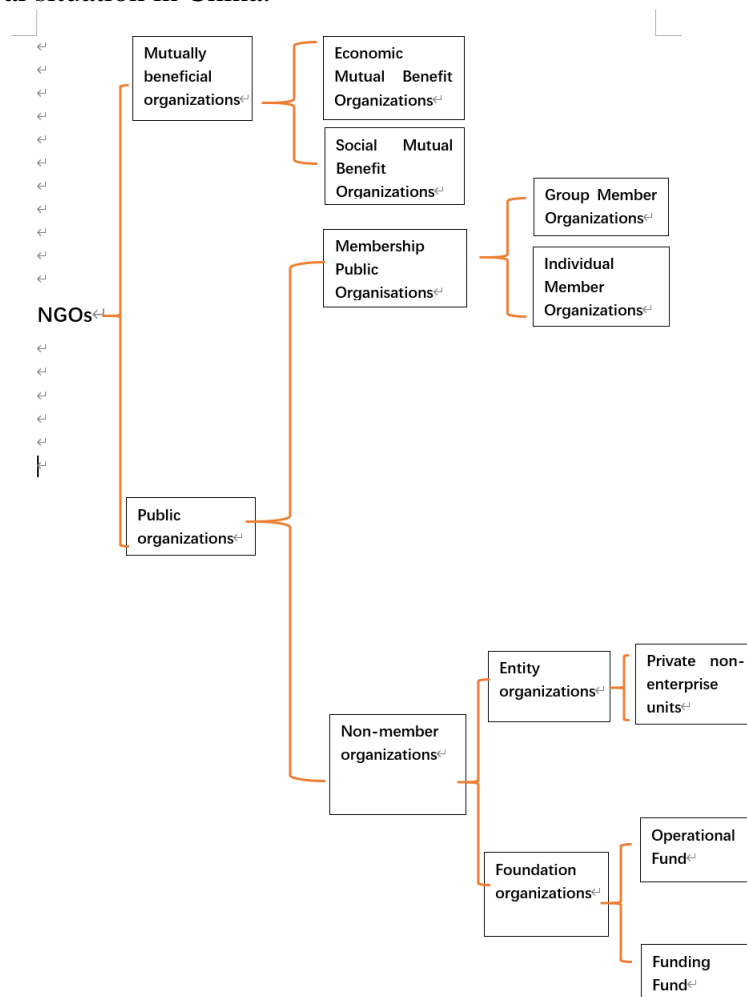 Mutually
beneficial
organizations
Economic
Mutual Benefit
Organizations
Social Mutual
Benefit
Organizations
Group Member
Organizations
Membership
Public
Organisations
Individual
Member
Organizations
NGOs
Public
organizations
Entity
organizations
Private non-
enterprise
units
Non-member
organizations
Operational
Fund
Foundation
organizations
Funding
Fund